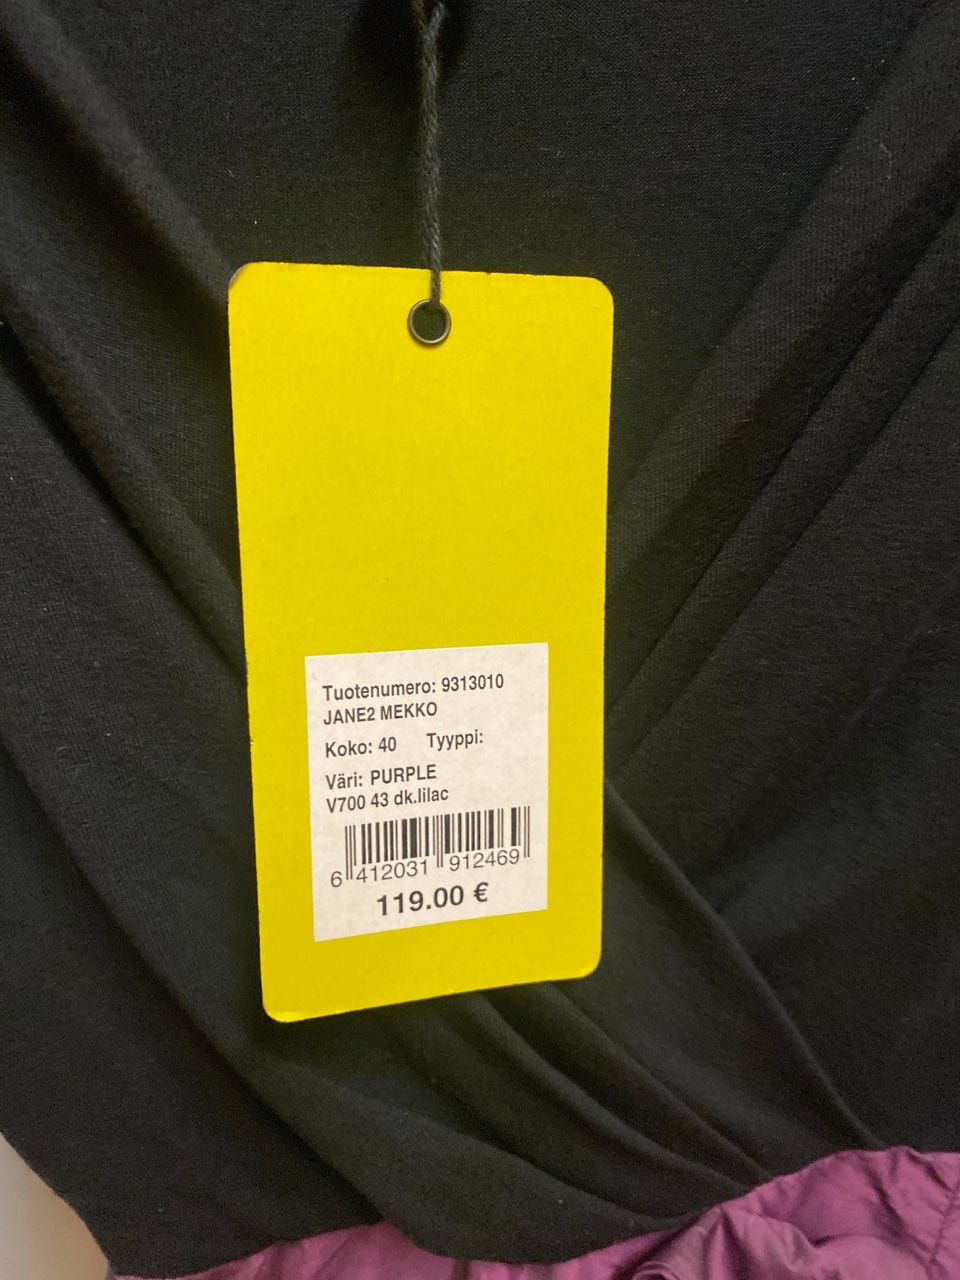 Tuotenumero: 9313010
JANE2 MEKKO
Koko: 40 Tyyppi:
Väri: PURPLE
V700 43 dk.lilac
6 412031 912469
119.00 €